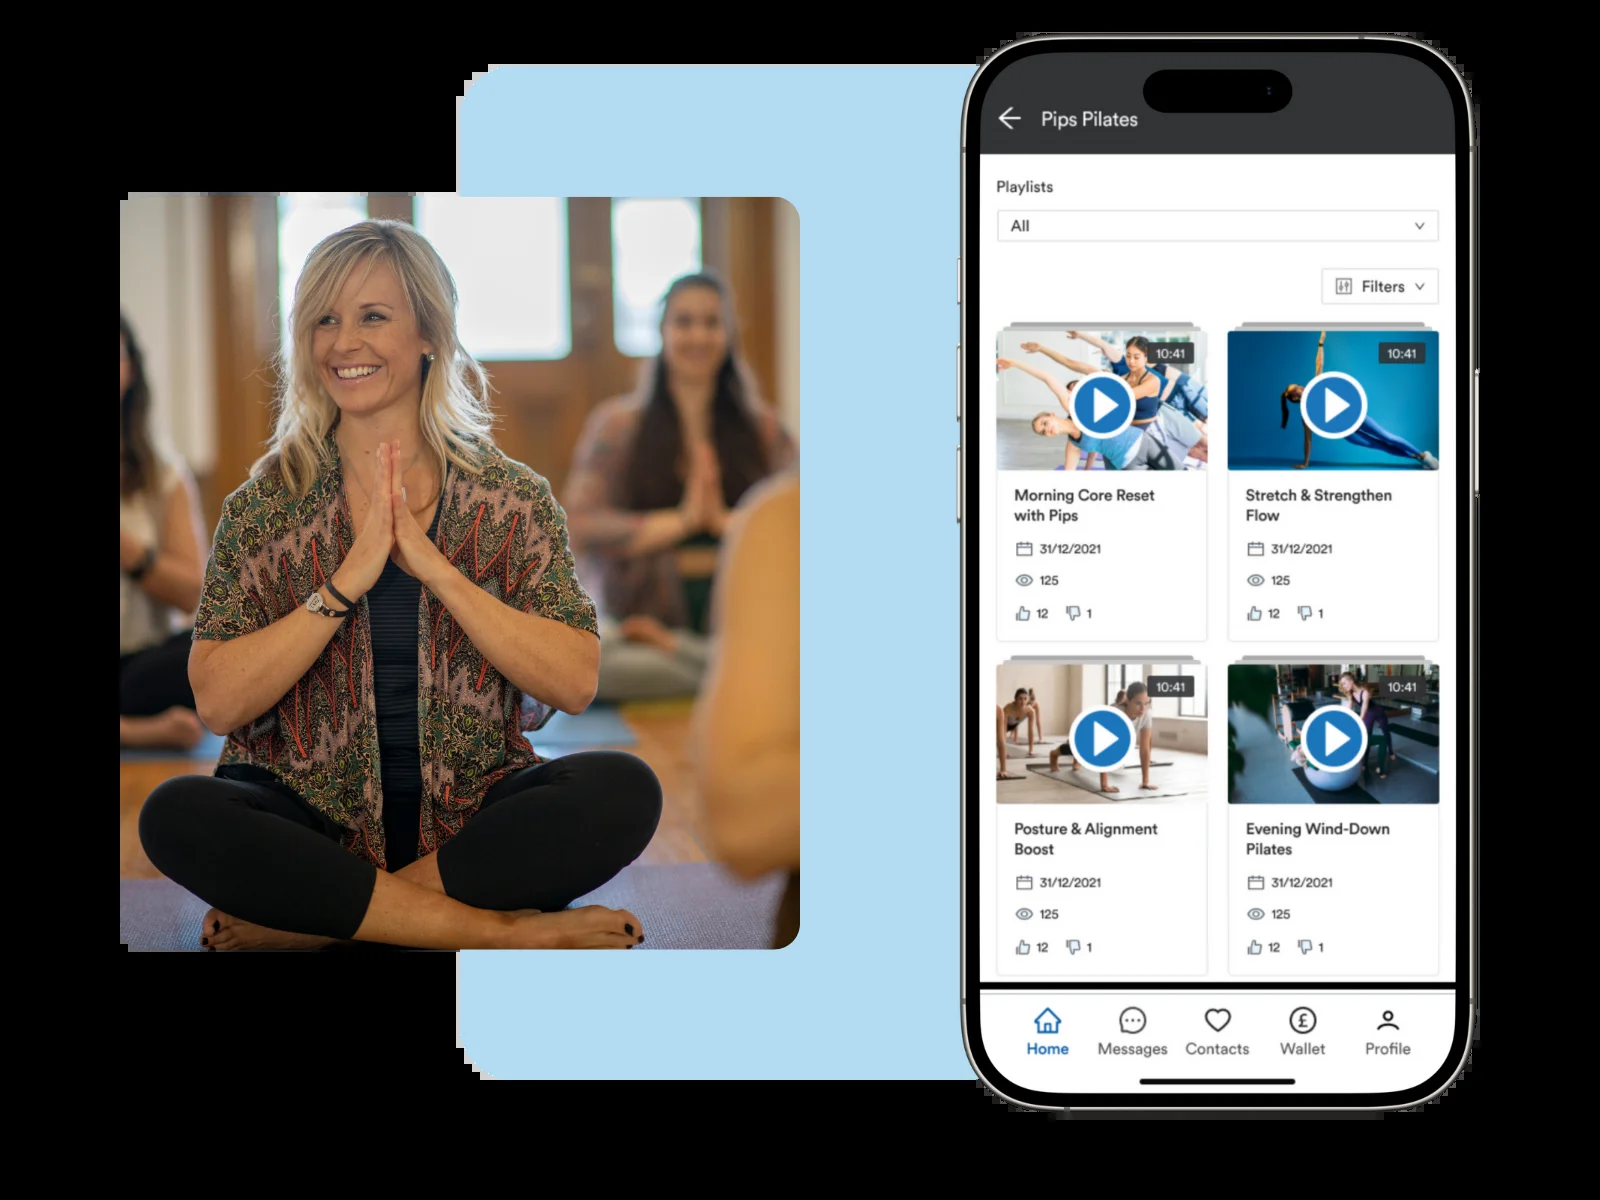 Pips Pilates
Playlists
All
Filters
10:41
10:41
Morning Core Reset
with Pips
31/12/2021
125
12 1
Stretch & Strengthen
Flow
31/12/2021
125
12 1
10:41
10:41
Posture & Alignment
Boost
31/12/2021
125
12 1
Evening Wind-Down
Pilates
31/12/2021
125
12 1
Home Messages Contacts Wallet Profile